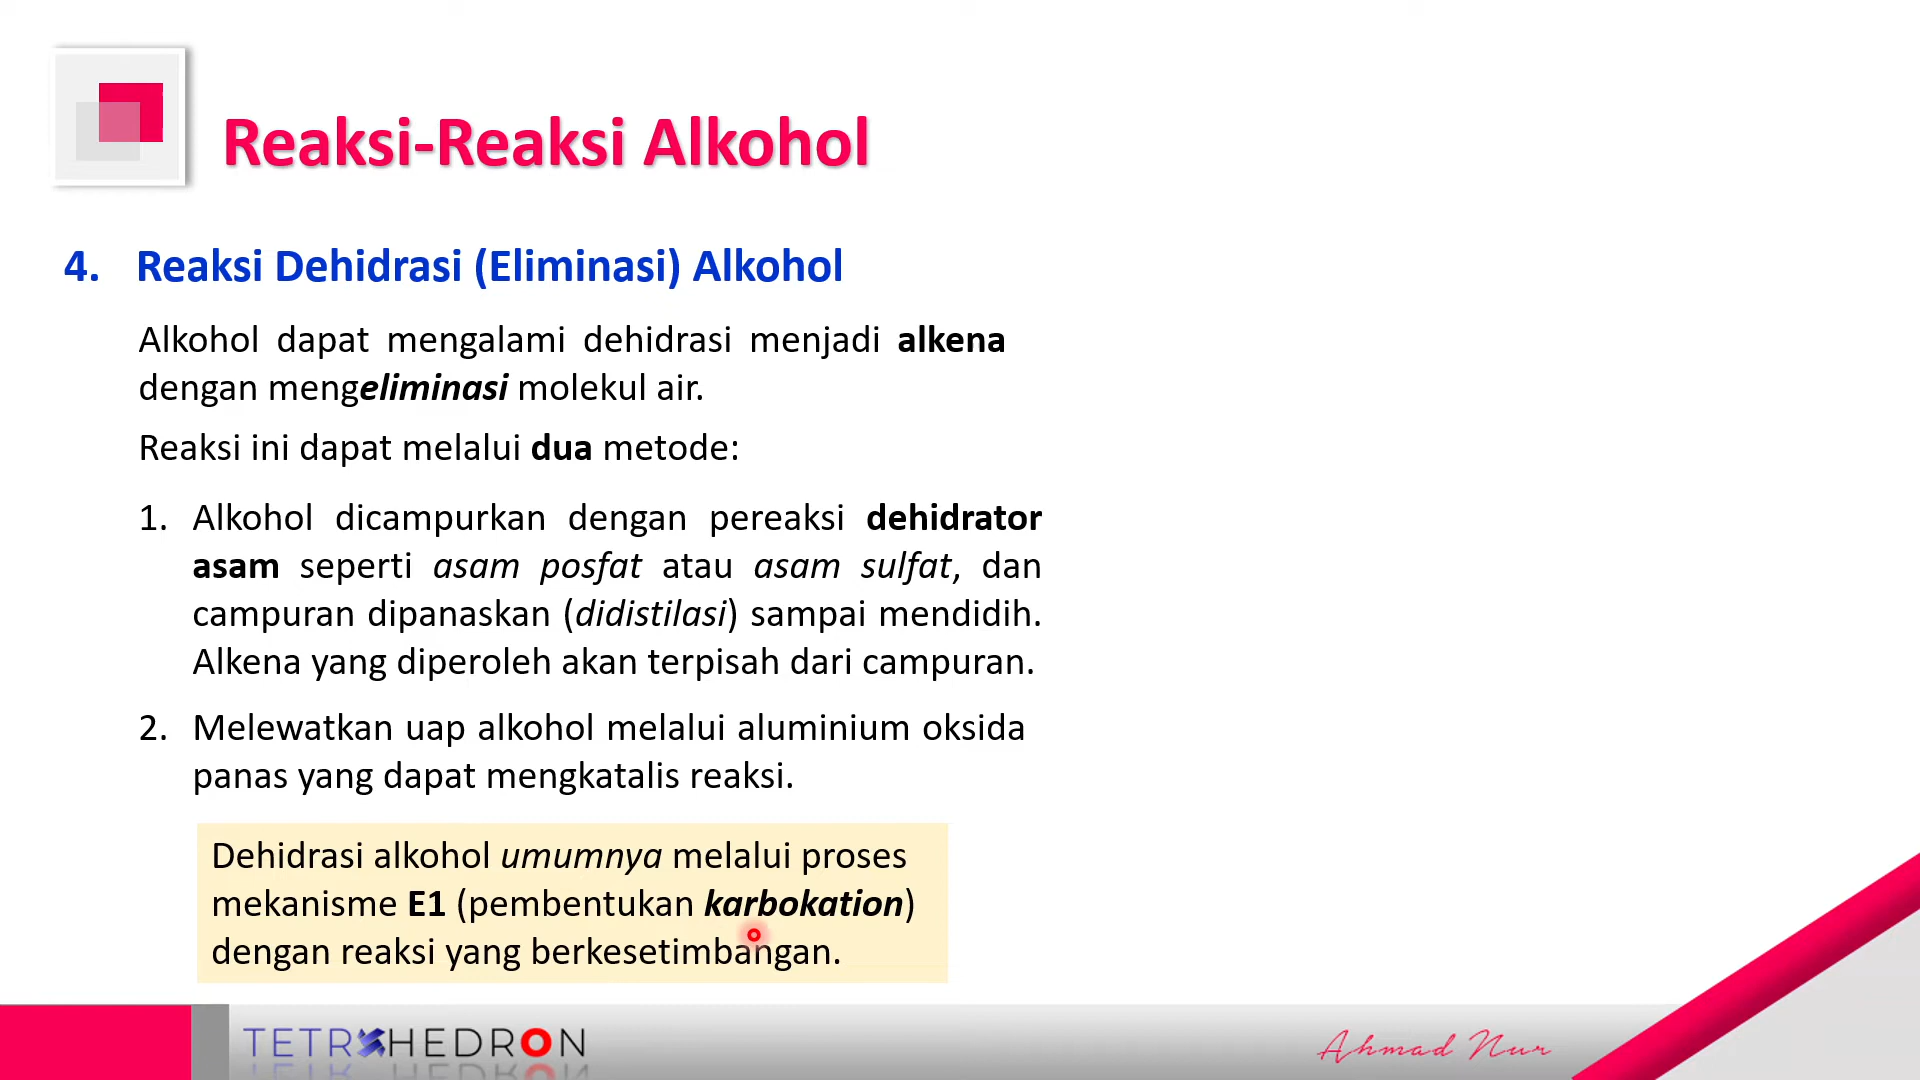 Reaksi-Reaksi Alkohol
4. Reaksi Dehidrasi (Eliminasi) Alkohol
Alkohol dapat mengalami dehidrasi menjadi alkena
dengan mengeliminasi molekul air.
Reaksi ini dapat melalui dua metode:
1. Alkohol dicampurkan dengan pereaksi dehidrator
asam seperti asam posfat atau asam sulfat, dan
campuran dipanaskan (didistilasi) sampai mendidih.
Alkena yang diperoleh akan terpisah dari campuran.
2. Melewatkan uap alkohol melalui aluminium oksida
panas yang dapat mengkatalis reaksi.
Dehidrasi alkohol umumnya melalui proses
mekanisme E1 (pembentukan karbokation)
dengan reaksi yang berkesetimbangan.
TETRAHEDRON
Ahmad Nur